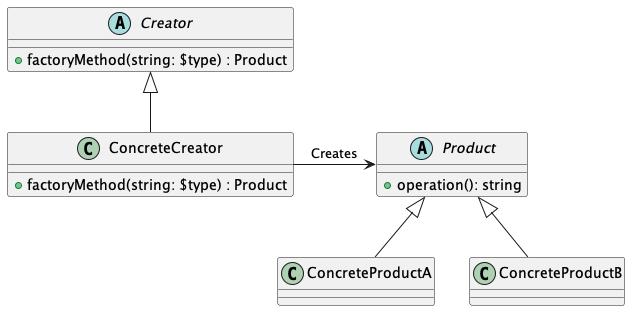 A Creator
factoryMethod(string: $type) : Product
C ConcreteCreator
factoryMethod(string: $type) : Product
Creates
A Product
operation(): string
C ConcreteProductA
C ConcreteProductB